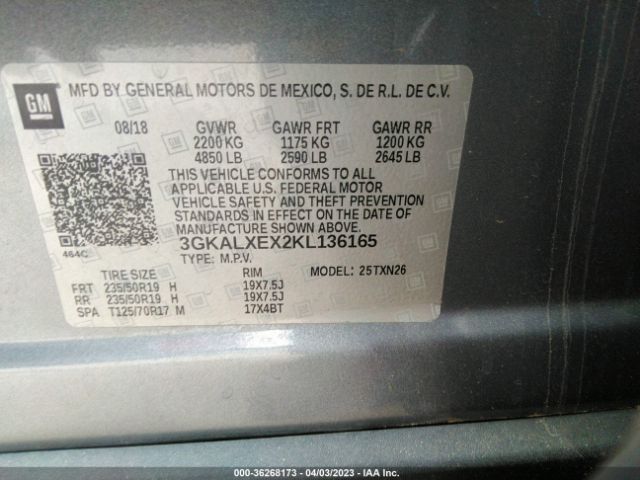 GM
MFD BY GENERAL MOTORS DE MEXICO, S. DE R.L. DE C.V.
08/18 GVWR GAWR FRT GAWR RR
2200 KG 1175 KG 1200 KG
4850 LB 2590 LB 2645 LB
THIS VEHICLE CONFORMS TO ALL
APPLICABLE U.S. FEDERAL MOTOR
VEHICLE SAFETY AND THEFT PREVENTION
STANDARDS IN EFFECT ON THE DATE OF
MANUFACTURE SHOWN ABOVE.
464C 3GKALXEX2KL136165
TYPE: M.P.V. MODEL: 25TXN26
TIRE SIZE RIM
FRT 235/50R19 H 19X7.5J
RR 235/50R19 H 19X7.5J
SPA T125/70R17 M 17X4BT
000-36268173 - 04/03/2023 - IAA Inc.